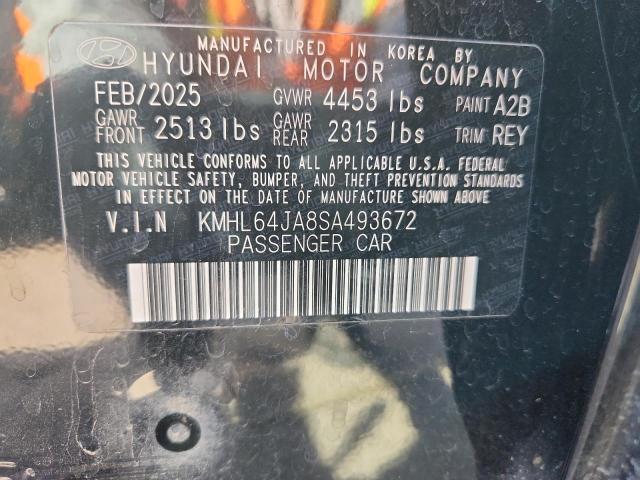 MANUFACTURED IN KOREA BY
HYUNDAI MOTOR COMPANY
FEB/2025 GVWR 4453 lbs PAINT A2B
GAWR FRONT 2513 lbs GAWR REAR 2315 lbs TRIM REY
THIS VEHICLE CONFORMS TO ALL APPLICABLE U.S.A. FEDERAL
MOTOR VEHICLE SAFETY, BUMPER, AND THEFT PREVENTION STANDARDS
IN EFFECT ON THE DATE OF MANUFACTURE SHOWN ABOVE
V.I.N KMHL64JA8SA493672
PASSENGER CAR